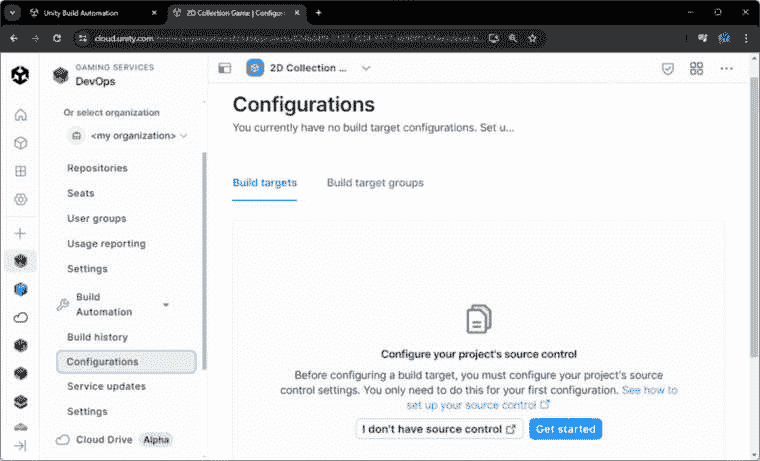 Unity Build Automation
2D Collection Game | Configur
cloud.unity.com
GAMING SERVICES
DevOps
2D Collection ...
Or select organization
<my organization>
Repositories
Seats
User groups
Usage reporting
Settings
Build
Automation
Build history
Configurations
Service updates
Settings
Cloud Drive Alpha
Configurations
You currently have no build target configurations. Set u...
Build targets Build target groups
Configure your project's source control
Before configuring a build target, you must configure your project's source
control settings. You only need to do this for your first configuration. See how to
set up your source control
I don't have source control Get started